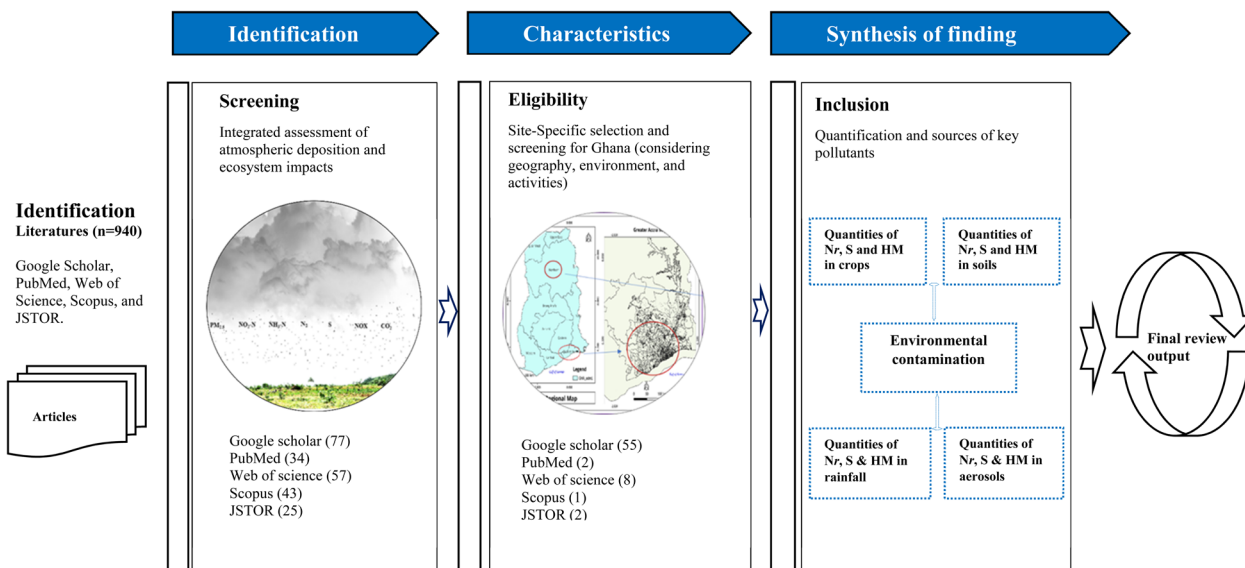 Identification
Characteristics
Synthesis of finding
Identification
Literatures (n=940)
Google Scholar,
PubMed, Web of
Science, Scopus, and
JSTOR.
Articles
Screening
Integrated assessment of
atmospheric deposition and
ecosystem impacts
PM2.5 NO3-N NH4-N N2 S NOX CO2
Google scholar (77)
PubMed (34)
Web of science (57)
Scopus (43)
JSTOR (25)
Eligibility
Site-Specific selection and
screening for Ghana (considering
geography, environment, and
activities)
Greater Accra
Legend
Map
Google scholar (55)
PubMed (2)
Web of science (8)
Scopus (1)
JSTOR (2)
Inclusion
Quantification and sources of key
pollutants
Quantities of
Nr, S and HM
in crops
Quantities of
Nr, S and HM
in soils
Environmental
contamination
Quantities of
Nr, S & HM in
rainfall
Quantities of
Nr, S & HM in
aerosols
Final review
output